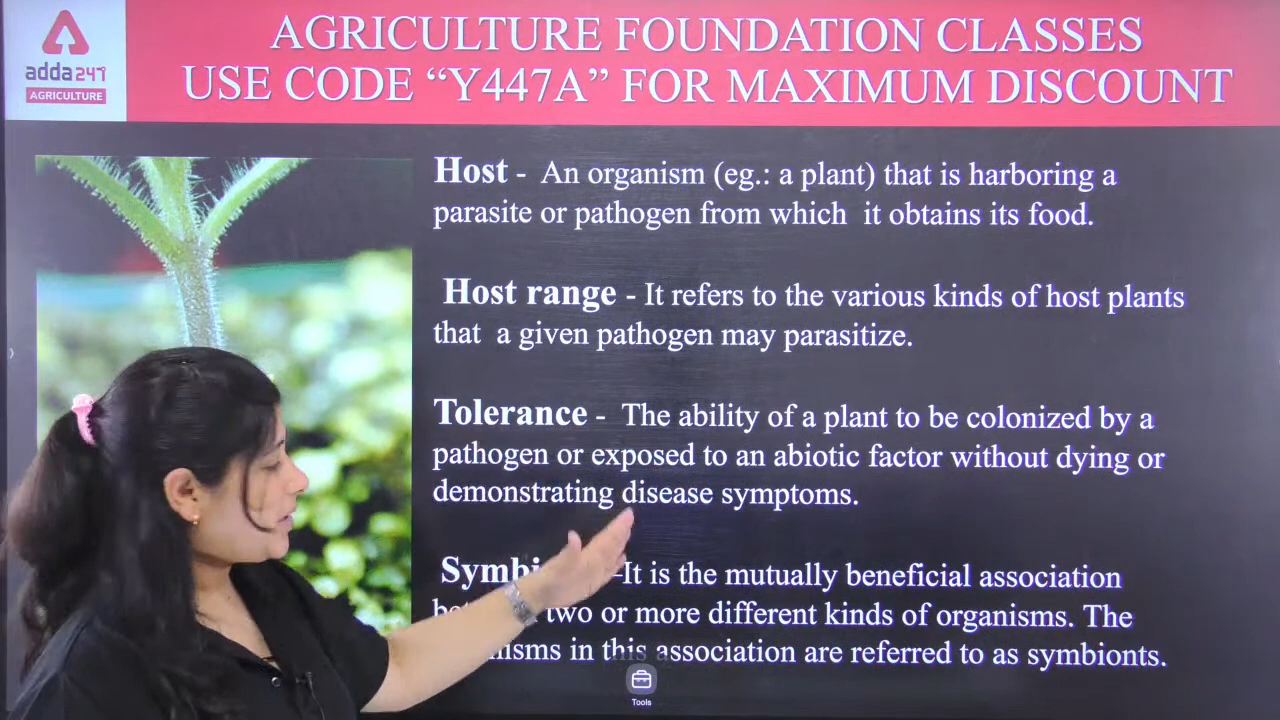 AGRICULTURE FOUNDATION CLASSES
USE CODE “Y447A” FOR MAXIMUM DISCOUNT
adda247
AGRICULTURE
Host - An organism (eg.: a plant) that is harboring a
parasite or pathogen from which it obtains its food.
Host range - It refers to the various kinds of host plants
that a given pathogen may parasitize.
Tolerance - The ability of a plant to be colonized by a
pathogen or exposed to an abiotic factor without dying or
demonstrating disease symptoms.
-It is the mutually beneficial association
two or more different kinds of organisms. The
in this association are referred to as symbionts.
Tools